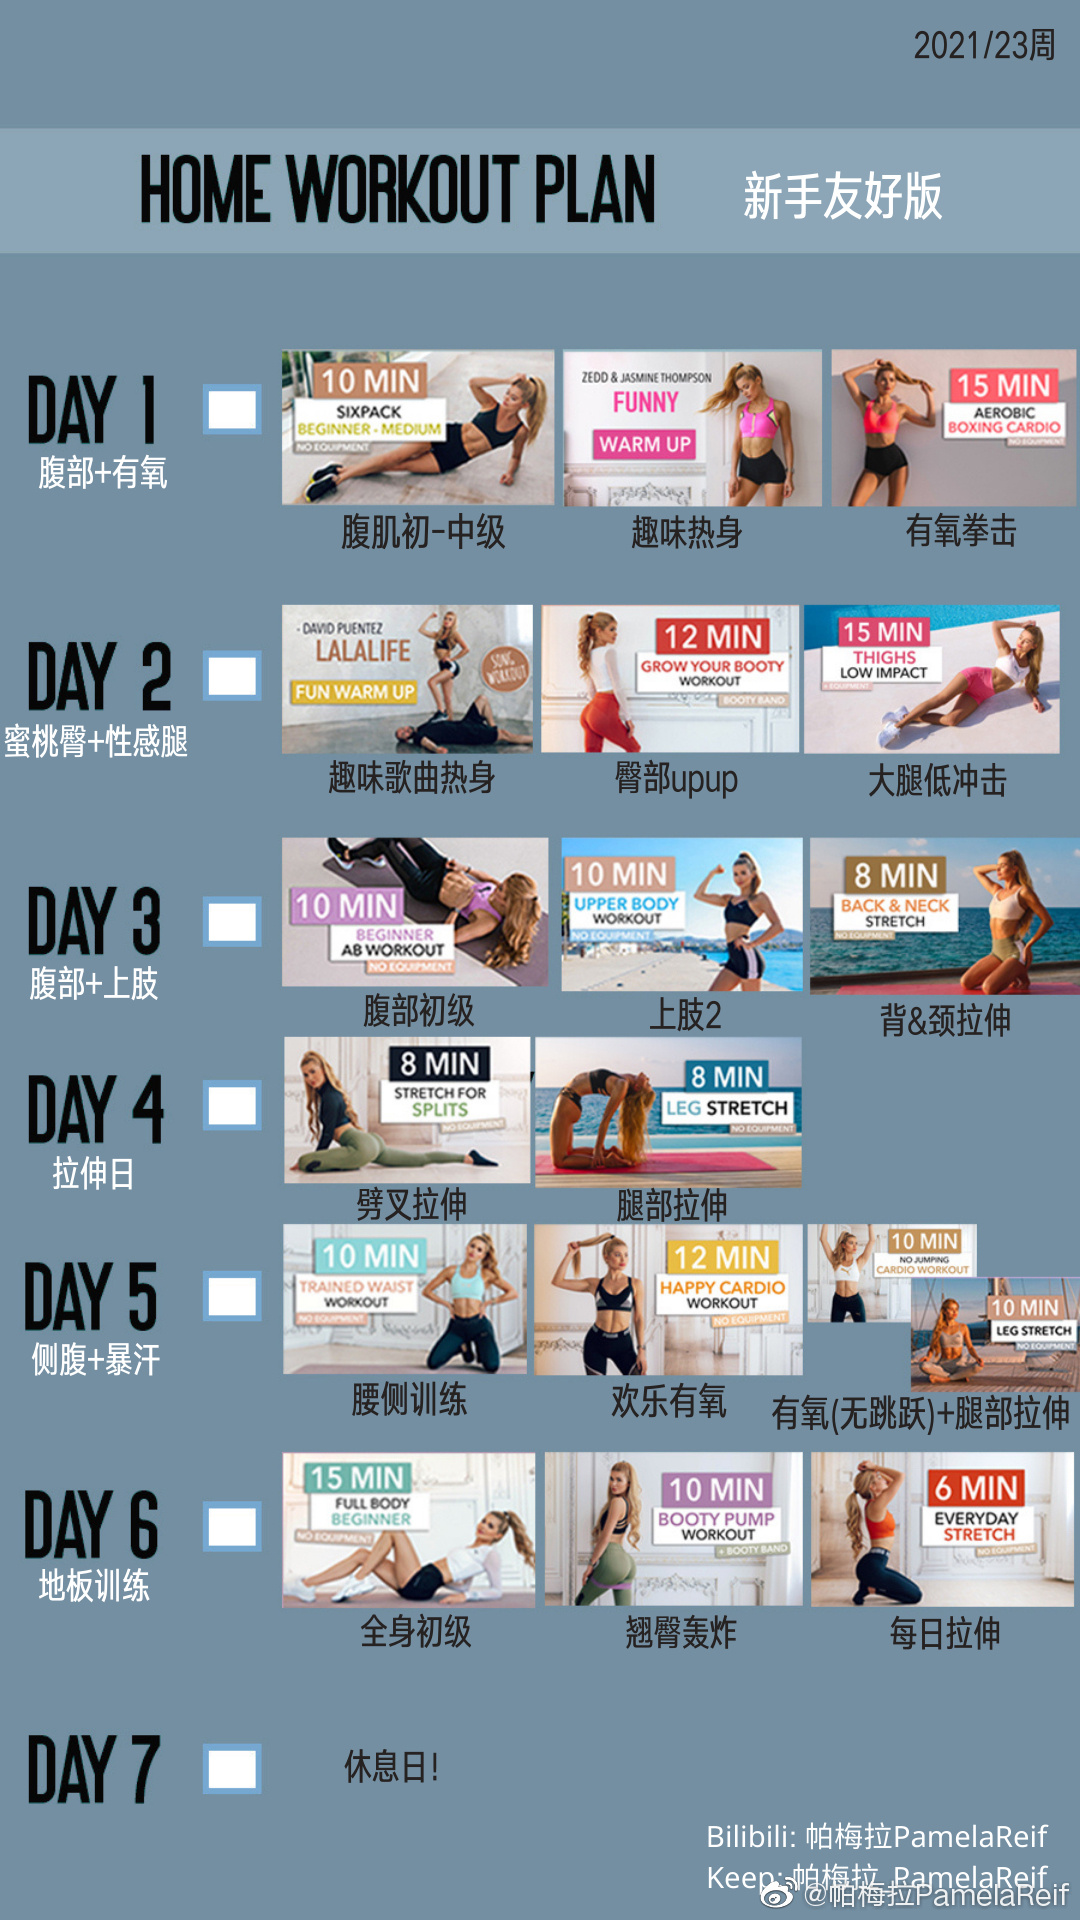 2021/23周
HOME WORKOUT PLAN 新手友好版
DAY 1
腹部+有氧
10 MIN
SIXPACK
BEGINNER - MEDIUM
NO EQUIPMENT
腹肌初-中级
ZEDD & JASMINE THOMPSON
FUNNY
WARM UP
趣味热身
15 MIN
AEROBIC
BOXING CARDIO
NO EQUIPMENT
有氧拳击
DAY 2
蜜桃臀+性感腿
- DAVID PUENTEZ
LALALIFE
SONG WORKOUT
FUN WARM UP
趣味歌曲热身
12 MIN
GROW YOUR BOOTY
WORKOUT
BOOTY BAND
臀部upup
15 MIN
THIGHS
LOW IMPACT
+ EQUIPMENT
大腿低冲击
DAY 3
腹部+上肢
10 MIN
BEGINNER
AB WORKOUT
NO EQUIPMENT
腹部初级
10 MIN
UPPER BODY
WORKOUT
NO EQUIPMENT
上肢2
8 MIN
BACK & NECK
STRETCH
NO EQUIPMENT
背&颈拉伸
DAY 4
拉伸日
8 MIN
STRETCH FOR
SPLITS
NO EQUIPMENT
劈叉拉伸
8 MIN
LEG STRETCH
NO EQUIPMENT
腿部拉伸
DAY 5
侧腹+暴汗
10 MIN
TRAINED WAIST
WORKOUT
NO EQUIPMENT
腰侧训练
12 MIN
HAPPY CARDIO
WORKOUT
NO EQUIPMENT
欢乐有氧
10 MIN
NO JUMPING
CARDIO WORKOUT
10 MIN
LEG STRETCH
NO EQUIPMENT
有氧(无跳跃)+腿部拉伸
DAY 6
地板训练
15 MIN
FULL BODY
BEGINNER
NO EQUIPMENT
全身初级
10 MIN
BOOTY PUMP
WORKOUT
+ BOOTY BAND
翘臀轰炸
6 MIN
EVERYDAY
STRETCH
NO EQUIPMENT
每日拉伸
DAY 7
休息日!
Bilibili: 帕梅拉PamelaReif
Keep: 帕梅拉_PamelaReif
@帕梅拉PamelaReif